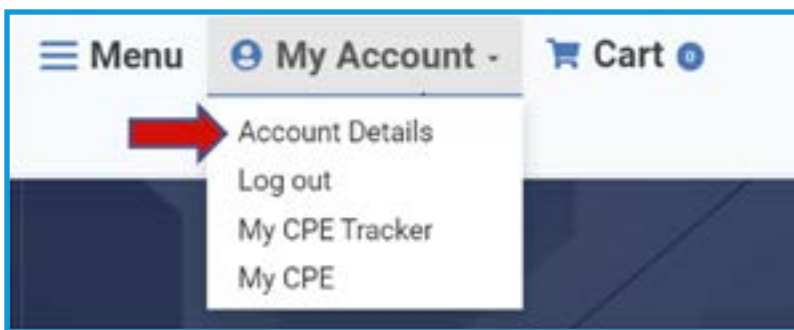 Menu My Account - Cart 0
Account Details
Log out
My CPE Tracker
My CPE